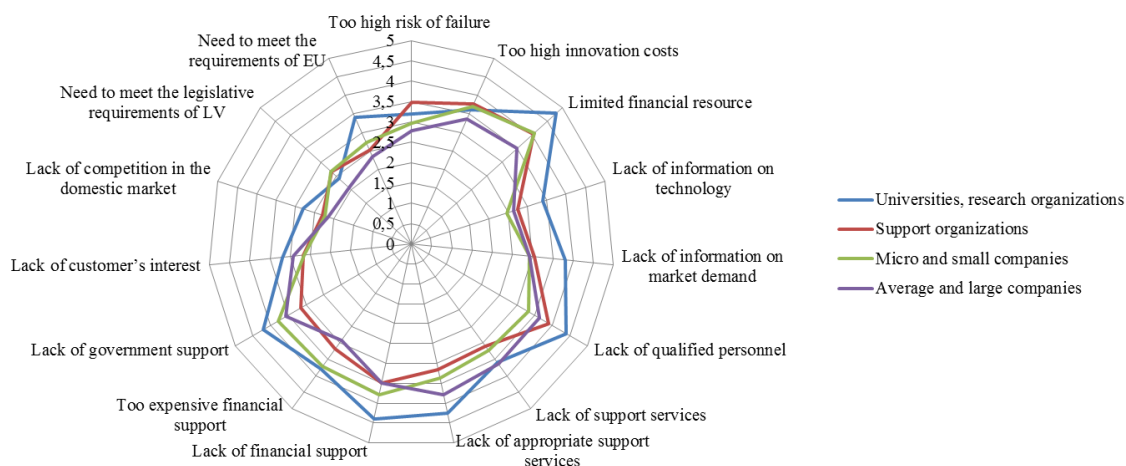 Too high risk of failure
Too high innovation costs
Limited financial resource
Lack of information on
technology
Lack of information on
market demand
Lack of qualified personnel
Lack of support services
Lack of appropriate support
services
Lack of financial support
Too expensive financial
support
Lack of government support
Lack of customer’s interest
Lack of competition in the
domestic market
Need to meet the legislative
requirements of LV
Need to meet the
requirements of EU
5
4,5
4
3,5
3
2,5
2
1,5
1
0,5
0
Universities, research organizations
Support organizations
Micro and small companies
Average and large companies